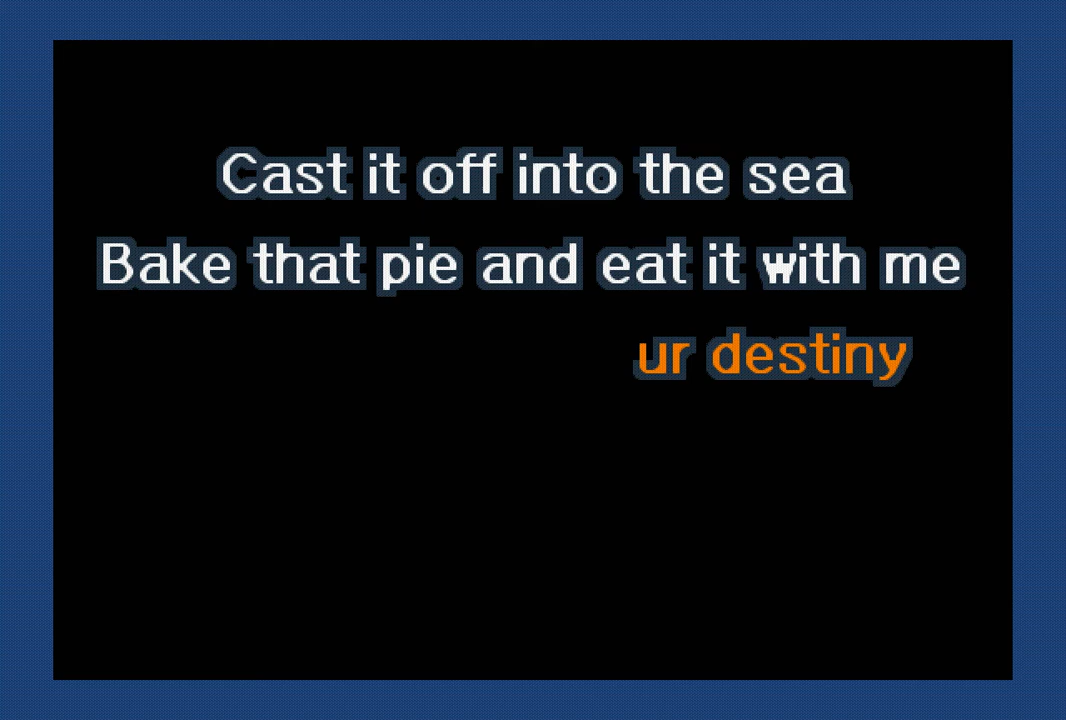 Cast it off into the sea
Bake that pie and eat it with me
ur destiny